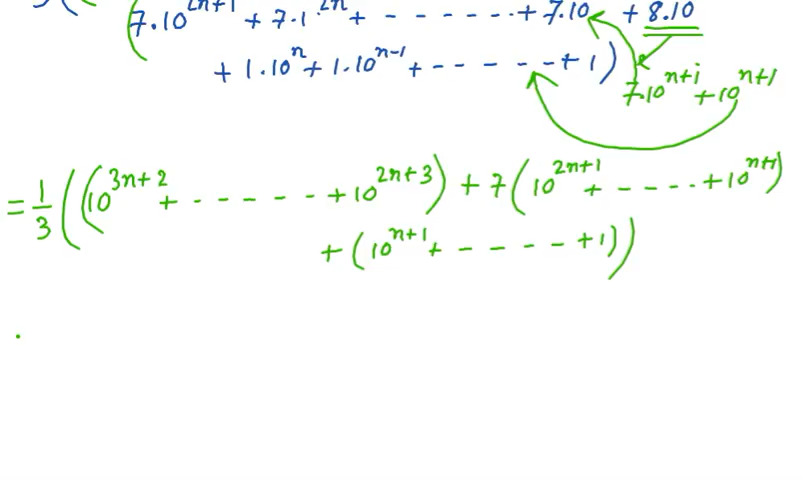 7.10^2n+1 + 7.1^2n + - - - - - - - + 7.10 + 8.10
+ 1.10^n + 1.10^n-1 + - - - - - + 1)
7.10^n+1 + 10^n+1
= 1/3 ((10^3n+2 + - - - - - - + 10^2n+3) + 7(10^2n+1 + - - - - + 10^n+1)
+ (10^n+1 + - - - - + 1))